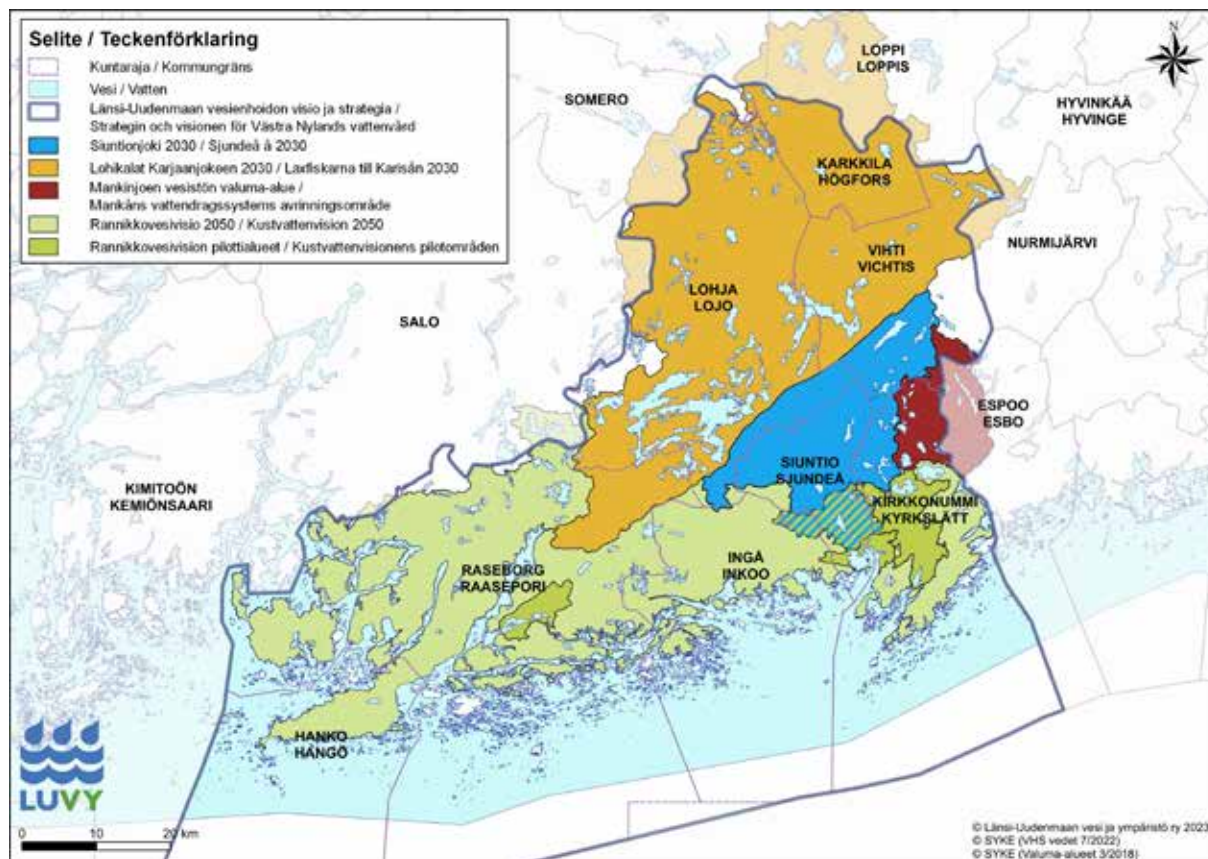 Selite / Teckenförklaring
Kuntaraja / Kommungräns
Vesi / Vatten
Länsi-Uudenmaan vesienhoidon visio ja strategia /
Strategin och visionen för Västra Nylands vattenvård
Siuntionjoki 2030 / Sjundeå å 2030
Lohikalat Karjaanjokeen 2030 / Laxfiskarna till Karisån 2030
Mankinjoen vesistön valuma-alue /
Mankåns vattendragssystems avrinningsområde
Rannikkovesivisio 2050 / Kustvattenvision 2050
Rannikkovesivision pilottialueet / Kustvattenvisionens pilotområden
N
LOPPI
LOPPIS
SOMERO
HYVINKÄÄ
HYVINGE
KARKKILA
HÖGFORS
NURMIJÄRVI
VIHTI
VICHTIS
LOHJA
LOJO
SALO
ESPOO
ESBO
SIUNTIO
SJUNDEÅ
KIMITOÖN
KEMIÖNSAARI
KIRKKONUMMI
KYRKSLÄTT
INGÅ
INKOO
RASEBORG
RAASEPORI
HANKO
HANGÖ
LUVY
0 10 20 km
© Länsi-Uudenmaan vesi ja ympäristö ry 2023
© SYKE (VHS vedet 7/2022)
© SYKE (Valuma-alueet 3/2018)